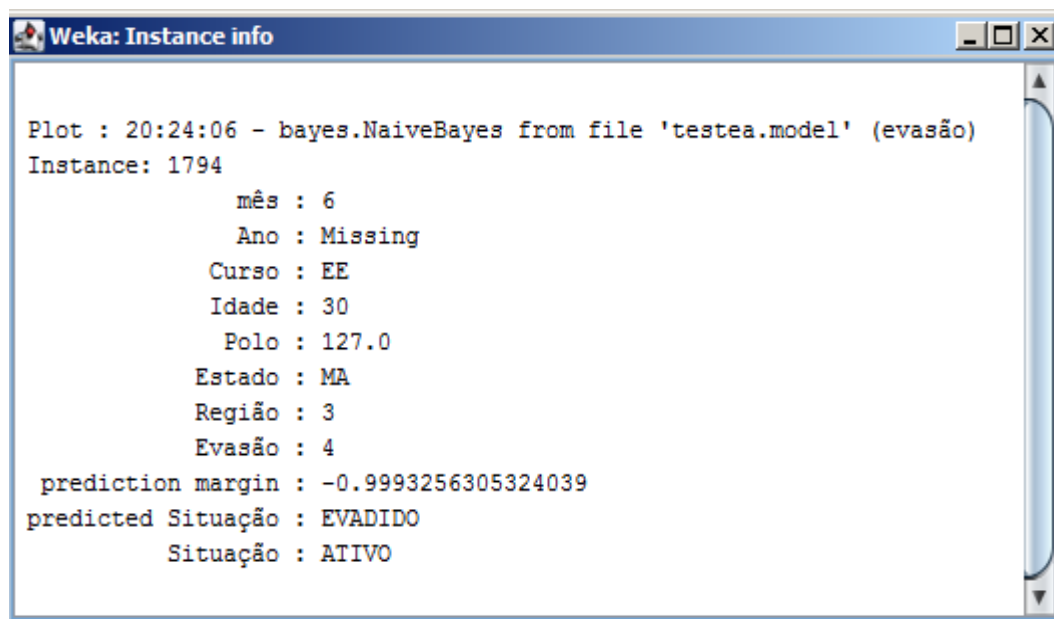 Weka: Instance info
Plot : 20:24:06 - bayes.NaiveBayes from file 'testea.model' (evasão)
Instance: 1794
mês : 6
Ano : Missing
Curso : EE
Idade : 30
Polo : 127.0
Estado : MA
Região : 3
Evasão : 4
prediction margin : -0.9993256305324039
predicted Situação : EVADIDO
Situação : ATIVO